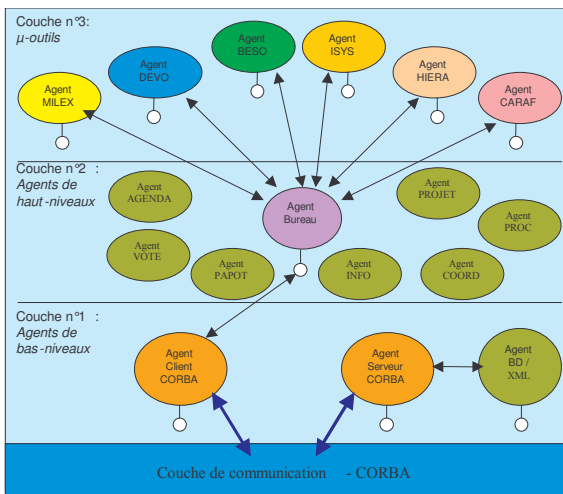 Couche n°3:
µ-outils
Agent
MILEX
Agent
DEVO
Agent
BESO
Agent
ISYS
Agent
HIERA
Agent
CARAF
Couche n°2 :
Agents de
haut-niveaux
Agent
AGENDA
Agent
VOTE
Agent
PAPOT
Agent
Bureau
Agent
INFO
Agent
PROJET
Agent
COORD
Agent
PROC
Couche n°1 :
Agents de
bas-niveaux
Agent
Client
CORBA
Agent
Serveur
CORBA
Agent
BD /
XML
Couche de communication - CORBA